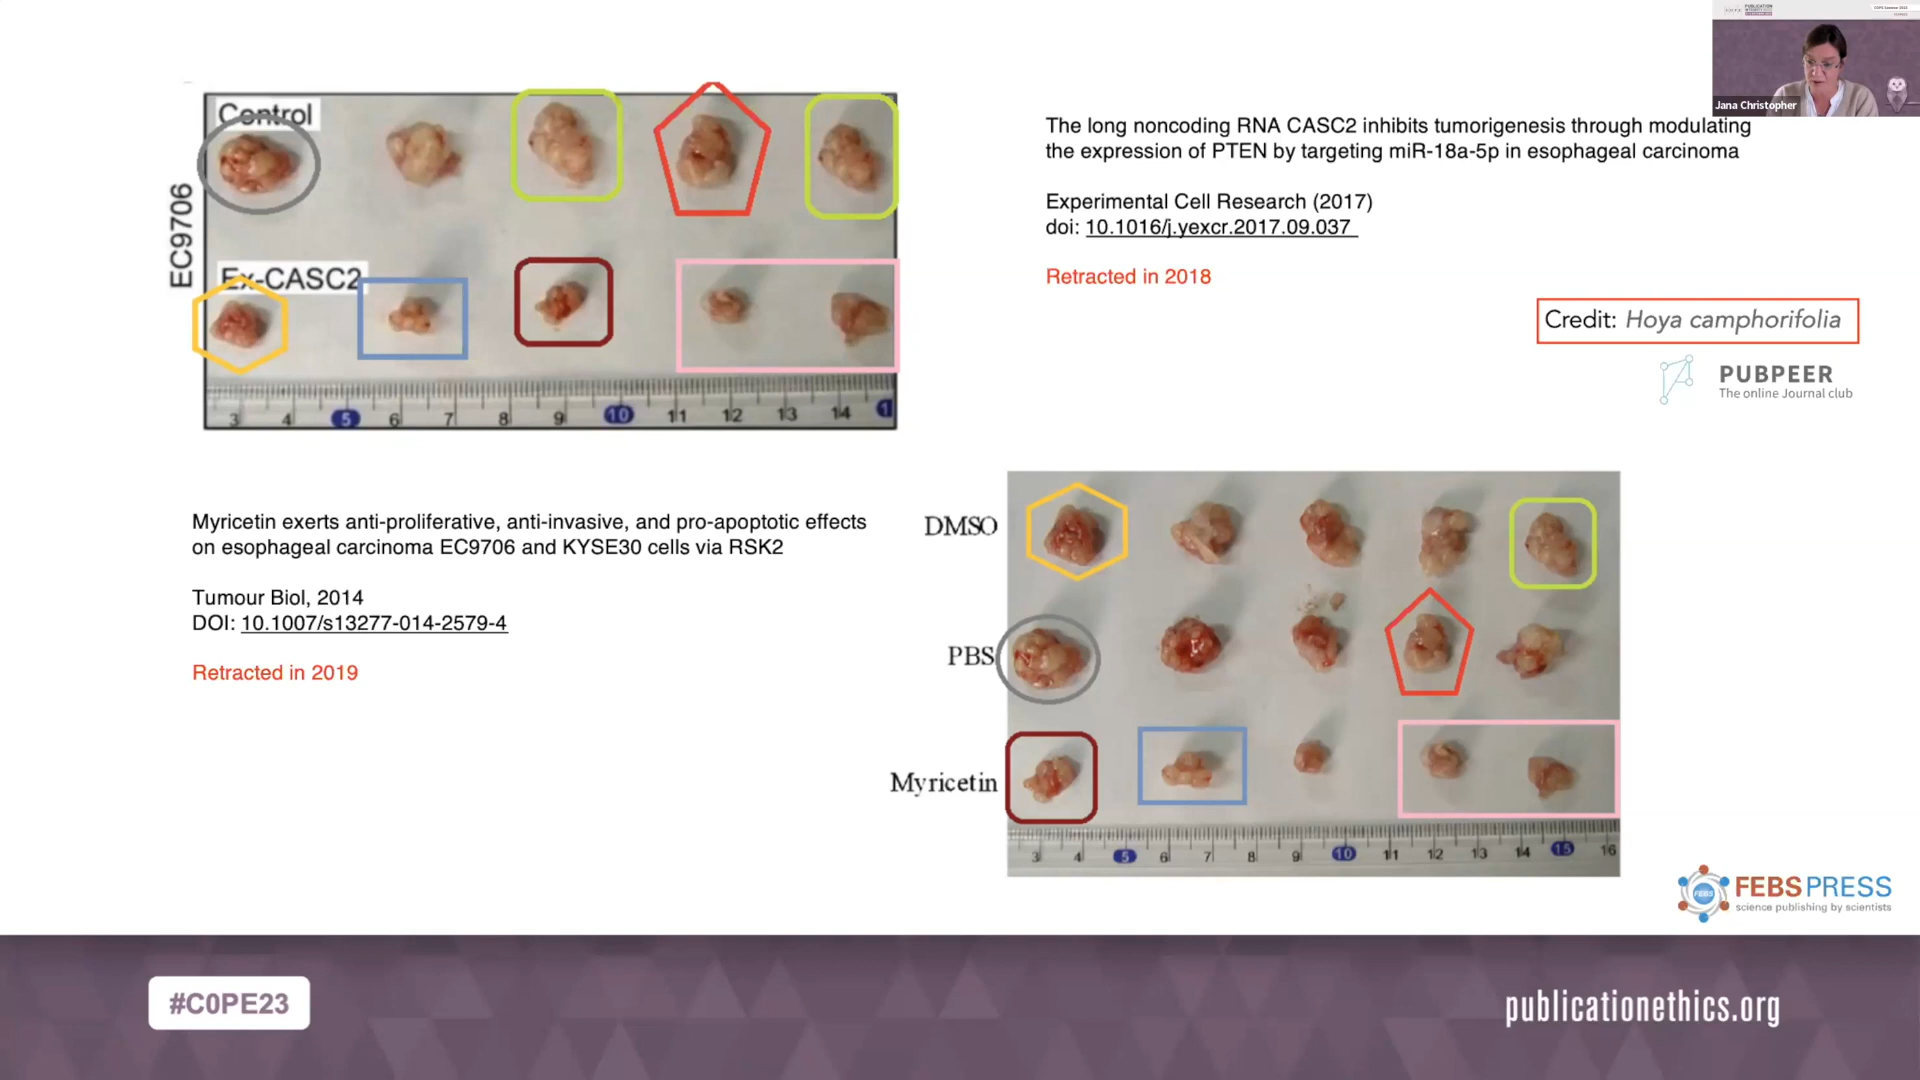 Jana Christopher
Control
EC9706
Ex-CASC2
3 4 5 6 7 8 9 10 11 12 13 14 1
The long noncoding RNA CASC2 inhibits tumorigenesis through modulating
the expression of PTEN by targeting miR-18a-5p in esophageal carcinoma
Experimental Cell Research (2017)
doi: 10.1016/j.yexcr.2017.09.037
Retracted in 2018
Credit: Hoya camphorifolia
PUBPEER
The online Journal club
Myricetin exerts anti-proliferative, anti-invasive, and pro-apoptotic effects
on esophageal carcinoma EC9706 and KYSE30 cells via RSK2
Tumour Biol, 2014
DOI: 10.1007/s13277-014-2579-4
Retracted in 2019
DMSO
PBS
Myricetin
3 4 5 6 7 8 9 10 11 12 13 14 15 16
FEBS
FEBS PRESS
science publishing by scientists
#C0PE23
publicationethics.org